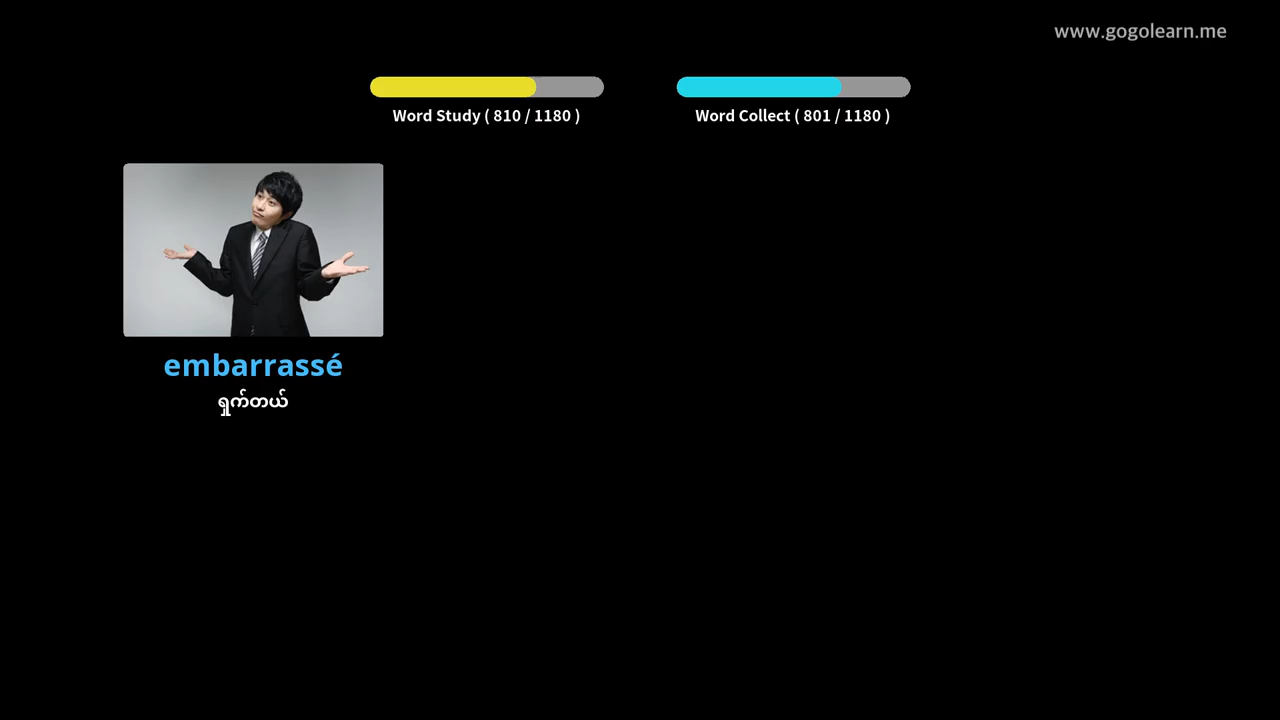 www.gogolearn.me
Word Study ( 810 / 1180 )
Word Collect ( 801 / 1180 )
embarrassé
ရှက်တယ်